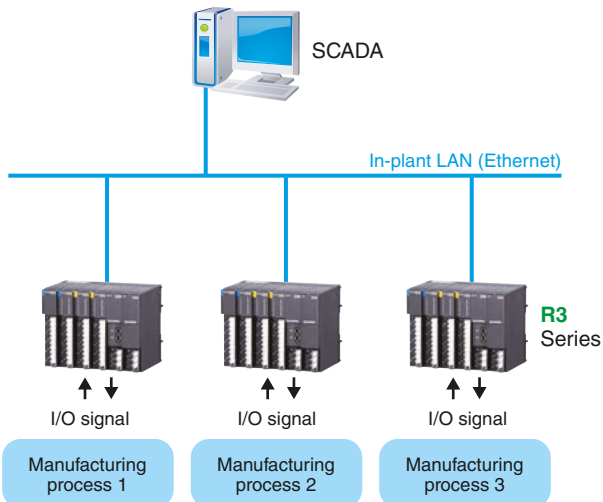 SCADA
In-plant LAN (Ethernet)
R3
Series
I/O signal
I/O signal
I/O signal
Manufacturing
process 1
Manufacturing
process 2
Manufacturing
process 3